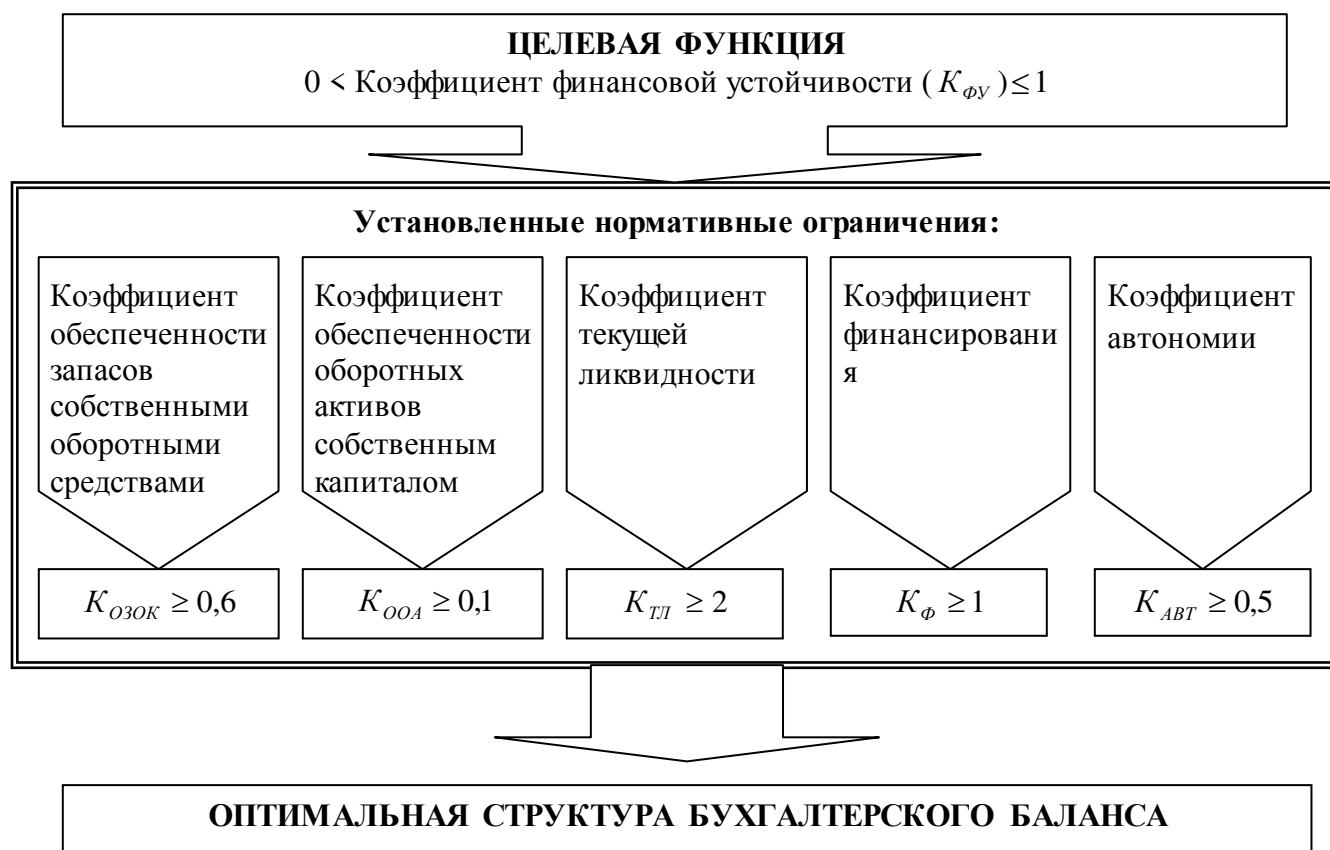 ЦЕЛЕВАЯ ФУНКЦИЯ
0 < Коэффициент финансовой устойчивости ( K_ФУ ) ≤ 1
Установленные нормативные ограничения:
Коэффициент
обеспеченности
запасов
собственными
оборотными
средствами
Коэффициент
обеспеченности
оборотных
активов
собственным
капиталом
Коэффициент
текущей
ликвидности
Коэффициент
финансировани
я
Коэффициент
автономии
K_ОЗОК ≥ 0,6
K_ООА ≥ 0,1
K_ТЛ ≥ 2
K_Ф ≥ 1
K_АВТ ≥ 0,5
ОПТИМАЛЬНАЯ СТРУКТУРА БУХГАЛТЕРСКОГО БАЛАНСА